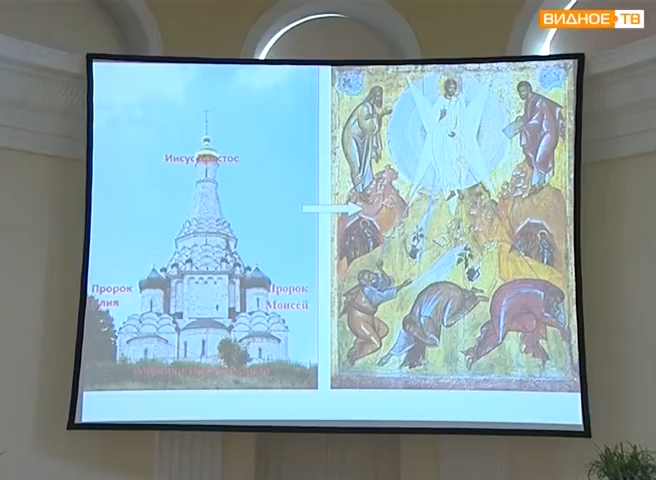 ВИДНОЕ ТВ
Иисус Христос
Пророк
Илия
Пророк
Моисей